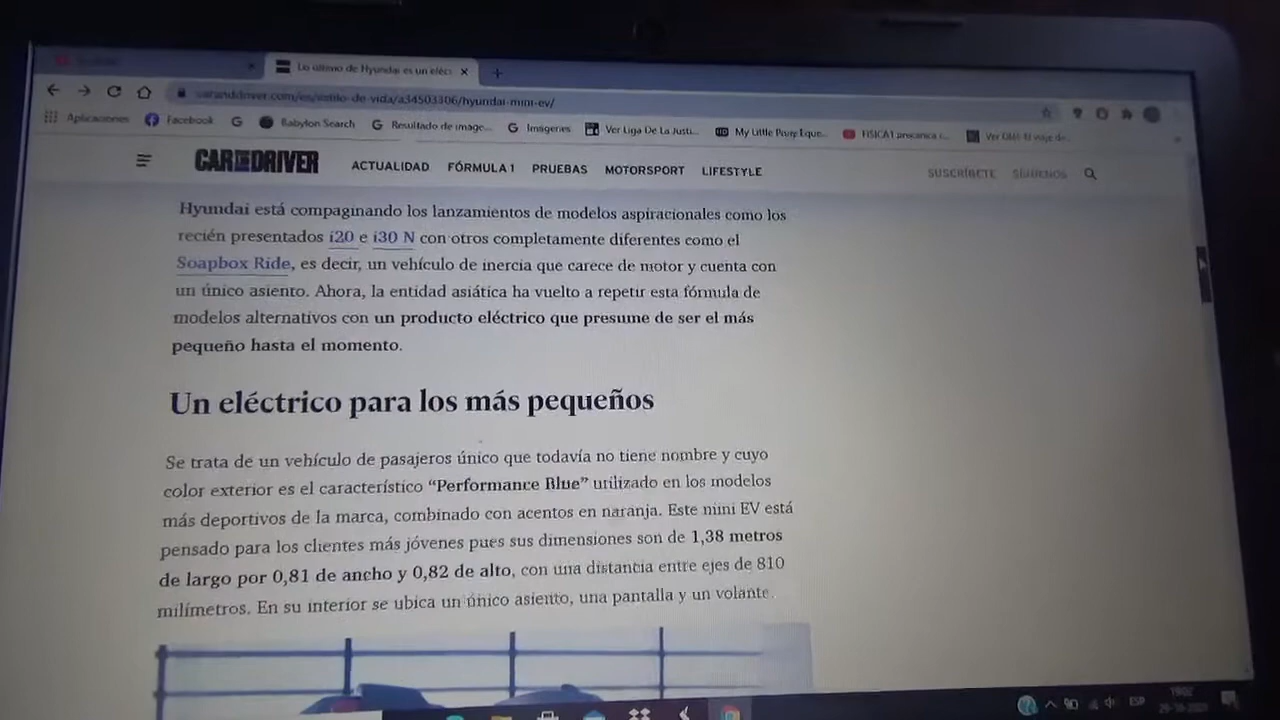 Lo último de Hyundai es un eléc
caranddriver.com/es/estilo-de-vida/a34503306/hyundai-mini-ev/
Aplicaciones Facebook G Babylon Search Resultado de image... Imágenes Ver Liga De La Justi... My Little Pony Eque...
CAR AND DRIVER ACTUALIDAD FÓRMULA 1 PRUEBAS MOTORSPORT LIFESTYLE SUSCRÍBETE SÍGUENOS
Hyundai está compaginando los lanzamientos de modelos aspiracionales como los
recién presentados i20 e i30 N con otros completamente diferentes como el
Soapbox Ride, es decir, un vehículo de inercia que carece de motor y cuenta con
un único asiento. Ahora, la entidad asiática ha vuelto a repetir esta fórmula de
modelos alternativos con un producto eléctrico que presume de ser el más
pequeño hasta el momento.
Un eléctrico para los más pequeños
Se trata de un vehículo de pasajeros único que todavía no tiene nombre y cuyo
color exterior es el característico “Performance Blue” utilizado en los modelos
más deportivos de la marca, combinado con acentos en naranja. Este mini EV está
pensado para los clientes más jóvenes pues sus dimensiones son de 1,38 metros
de largo por 0,81 de ancho y 0,82 de alto, con una distancia entre ejes de 810
milímetros. En su interior se ubica un único asiento, una pantalla y un volante.
ESP
19:02